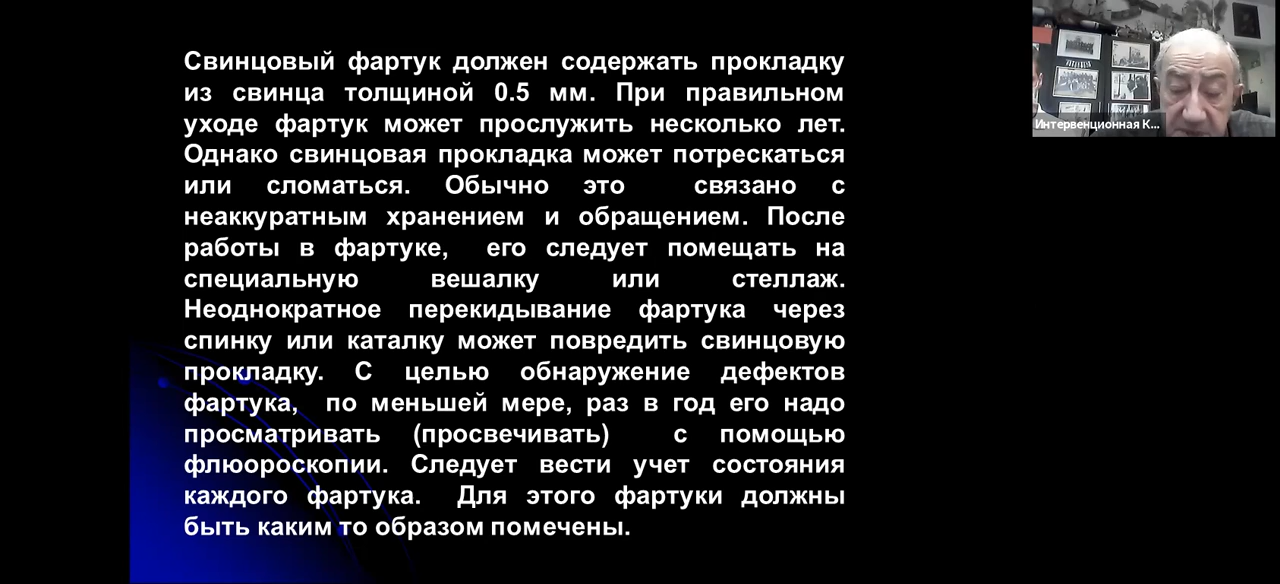 Свинцовый фартук должен содержать прокладку
из свинца толщиной 0.5 мм. При правильном
уходе фартук может прослужить несколько лет.
Однако свинцовая прокладка может потрескаться
или сломаться. Обычно это связано с
неаккуратным хранением и обращением. После
работы в фартуке, его следует помещать на
специальную вешалку или стеллаж.
Неоднократное перекидывание фартука через
спинку или каталку может повредить свинцовую
прокладку. С целью обнаружение дефектов
фартука, по меньшей мере, раз в год его надо
просматривать (просвечивать) с помощью
флюороскопии. Следует вести учет состояния
каждого фартука. Для этого фартуки должны
быть каким то образом помечены.
Интервенционная К...